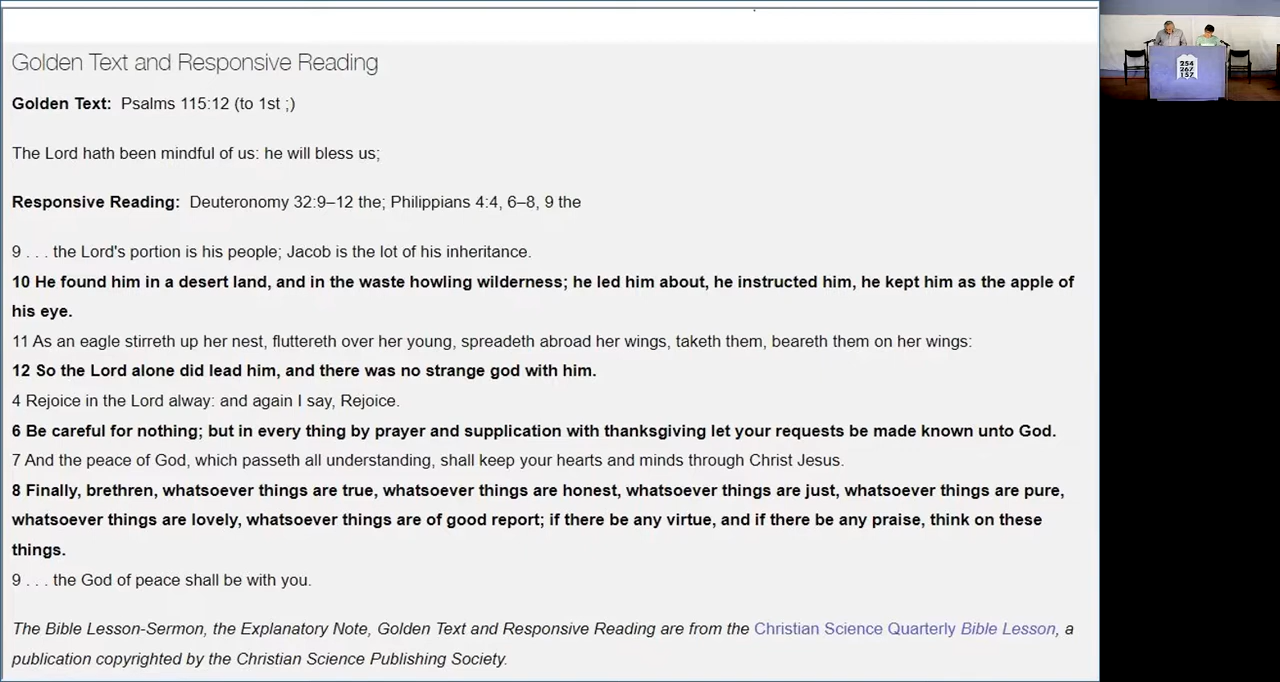 Golden Text and Responsive Reading
Golden Text: Psalms 115:12 (to 1st ;)
The Lord hath been mindful of us: he will bless us;
Responsive Reading: Deuteronomy 32:9–12 the; Philippians 4:4, 6–8, 9 the
9 . . . the Lord's portion is his people; Jacob is the lot of his inheritance.
10 He found him in a desert land, and in the waste howling wilderness; he led him about, he instructed him, he kept him as the apple of
his eye.
11 As an eagle stirreth up her nest, fluttereth over her young, spreadeth abroad her wings, taketh them, beareth them on her wings:
12 So the Lord alone did lead him, and there was no strange god with him.
4 Rejoice in the Lord alway: and again I say, Rejoice.
6 Be careful for nothing; but in every thing by prayer and supplication with thanksgiving let your requests be made known unto God.
7 And the peace of God, which passeth all understanding, shall keep your hearts and minds through Christ Jesus.
8 Finally, brethren, whatsoever things are true, whatsoever things are honest, whatsoever things are just, whatsoever things are pure,
whatsoever things are lovely, whatsoever things are of good report; if there be any virtue, and if there be any praise, think on these
things.
9 . . . the God of peace shall be with you.
The Bible Lesson-Sermon, the Explanatory Note, Golden Text and Responsive Reading are from the Christian Science Quarterly Bible Lesson, a
publication copyrighted by the Christian Science Publishing Society.
254
267
157